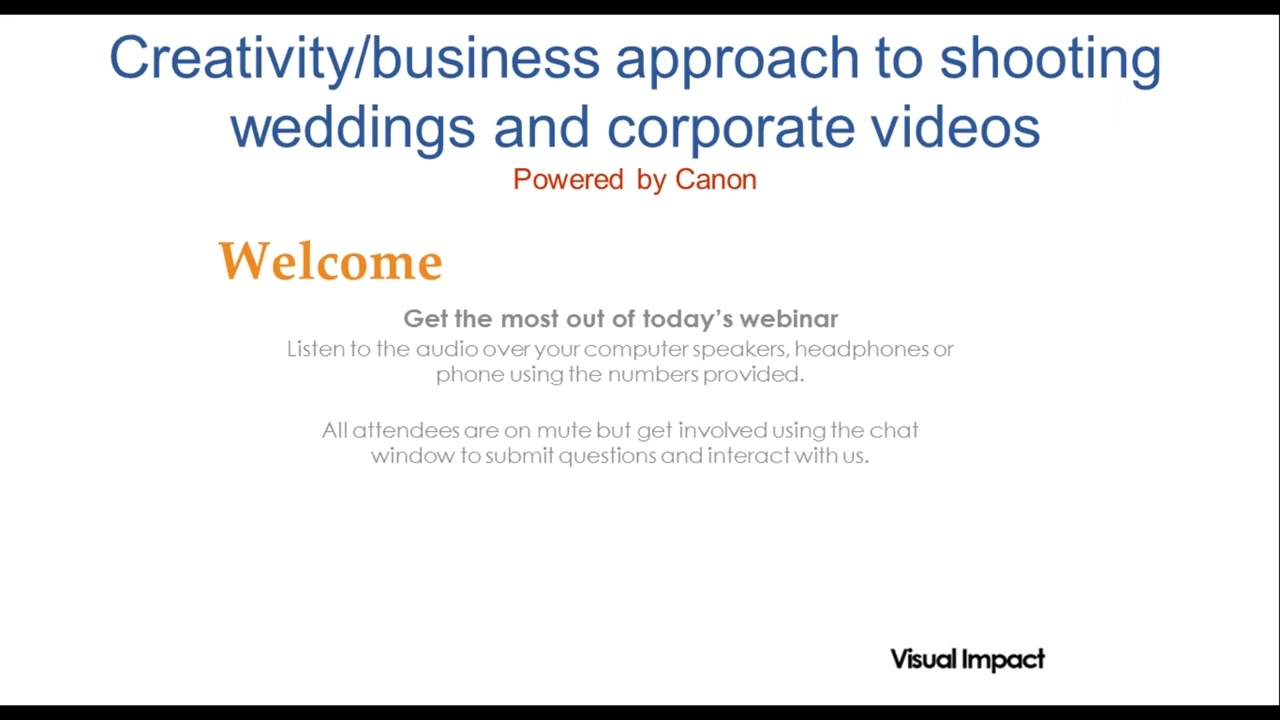 Creativity/business approach to shooting
weddings and corporate videos
Powered by Canon
Welcome
Get the most out of today’s webinar
Listen to the audio over your computer speakers, headphones or
phone using the numbers provided.
All attendees are on mute but get involved using the chat
window to submit questions and interact with us.
Visual Impact